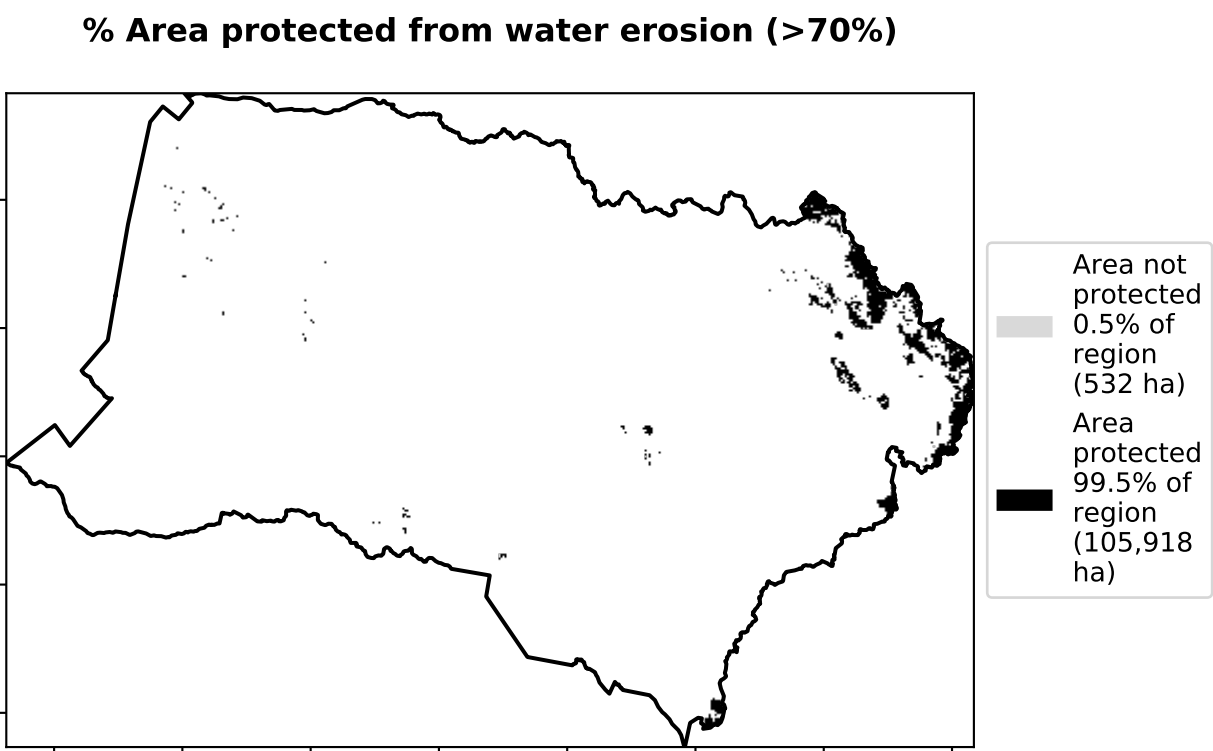 % Area protected from water erosion (>70%)
Area not
protected
0.5% of
region
(532 ha)
Area
protected
99.5% of
region
(105,918
ha)